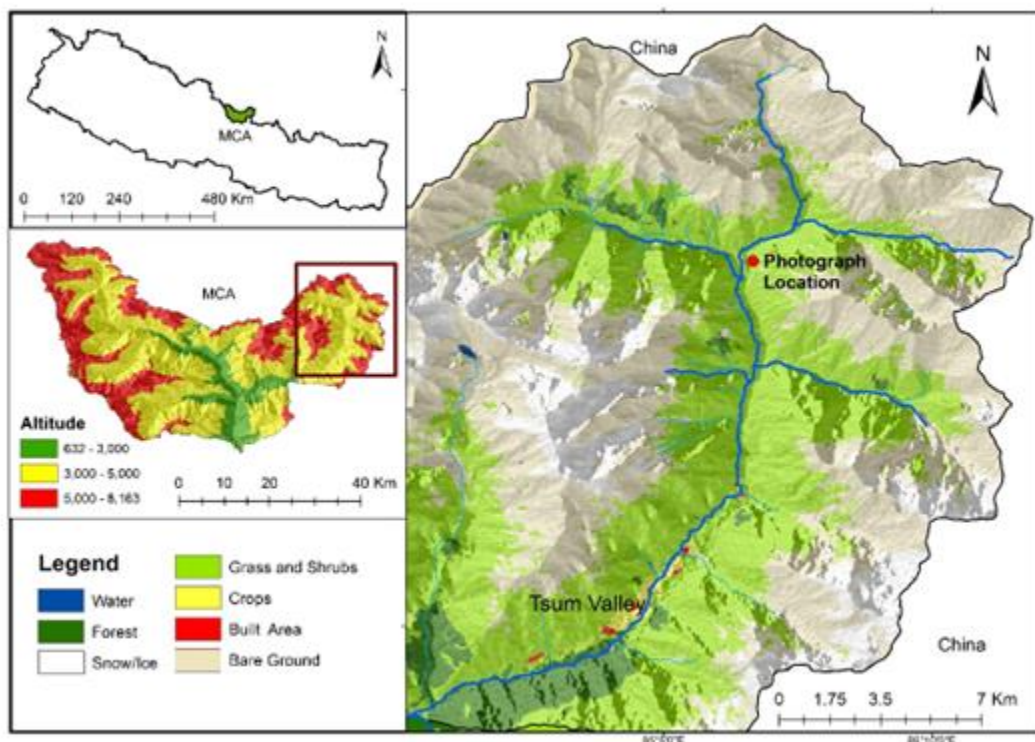 N
MCA
0 120 240 480 Km
MCA
Altitude
632 - 3,000
3,000 - 5,000
5,000 - 8,163
0 10 20 40 Km
Legend
Water
Forest
Snow/Ice
Grass and Shrubs
Crops
Built Area
Bare Ground
China
N
Photograph
Location
Tsum Valley
China
0 1.75 3.5 7 Km